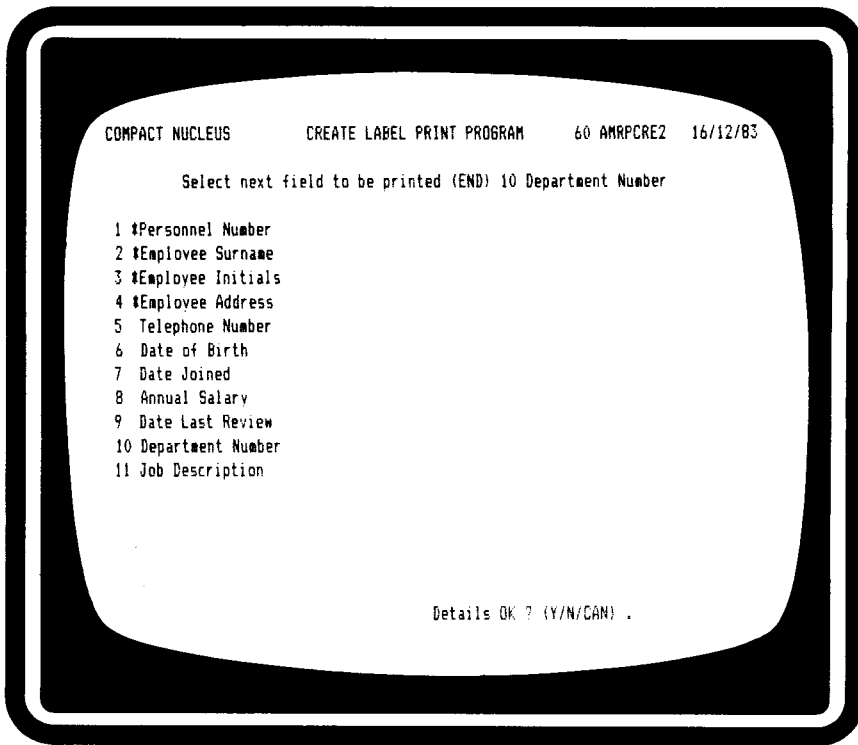 COMPACT NUCLEUS CREATE LABEL PRINT PROGRAM 60 AMRPCRE2 16/12/83
Select next field to be printed (END) 10 Department Number
1 *Personnel Number
2 *Employee Surname
3 *Employee Initials
4 *Employee Address
5 Telephone Number
6 Date of Birth
7 Date Joined
8 Annual Salary
9 Date Last Review
10 Department Number
11 Job Description
Details OK ? (Y/N/CAN) .